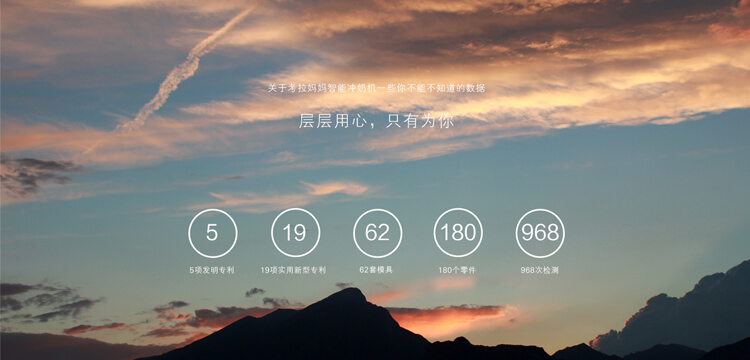 关于考拉妈妈智能冲奶机一些你不能不知道的数据
层层用心，只有为你
5
19
62
180
968
5项发明专利
19项实用新型专利
62套模具
180个零件
968次检测